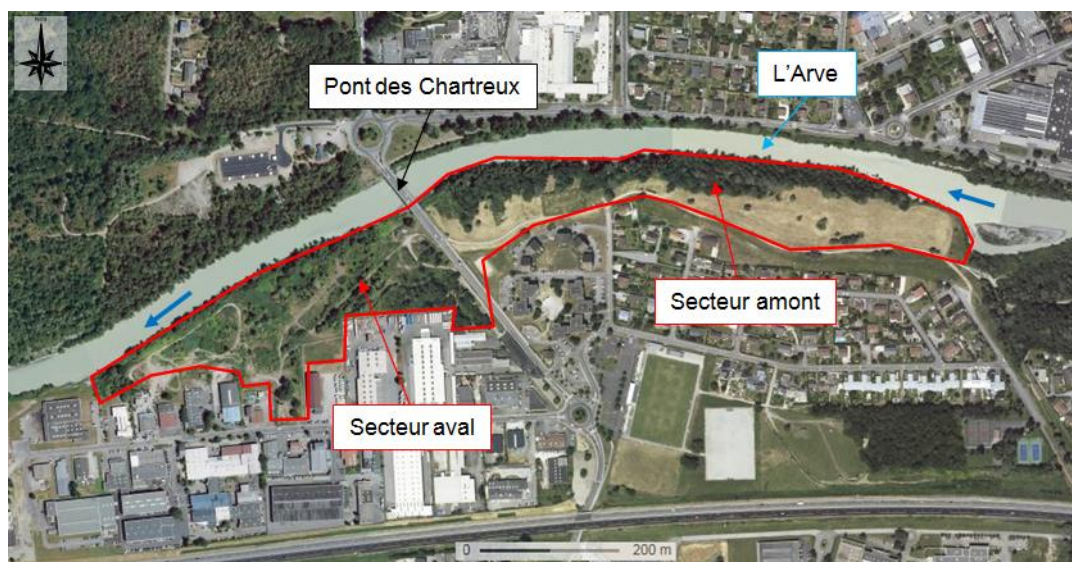 L'Arve
Pont des Chartreux
Secteur amont
Secteur aval
0 200 m